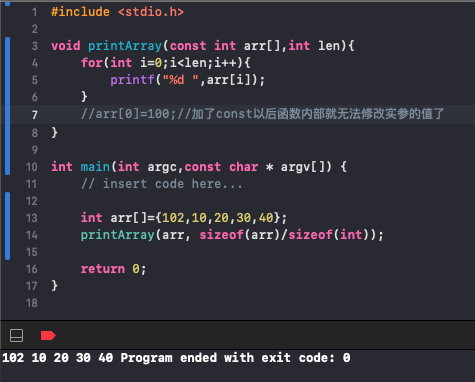 1 #include <stdio.h>
2
3 void printArray(const int arr[],int len){
4 for(int i=0;i<len;i++){
5 printf("%d ",arr[i]);
6 }
7 //arr[0]=100;//加了const以后函数内部就无法修改实参的值了
8 }
9
10 int main(int argc,const char * argv[]) {
11 // insert code here...
12
13 int arr[]={102,10,20,30,40};
14 printArray(arr, sizeof(arr)/sizeof(int));
15
16 return 0;
17 }
18
102 10 20 30 40 Program ended with exit code: 0